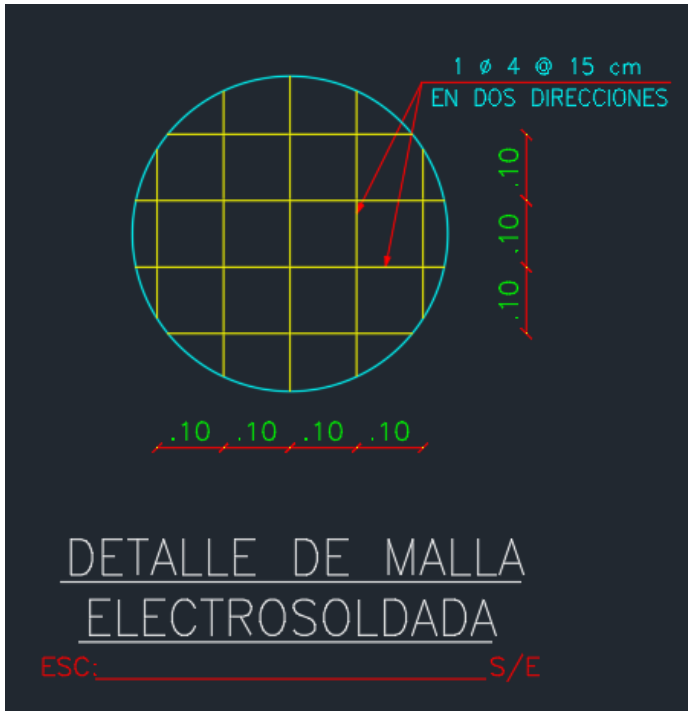 1 ø 4 @ 15 cm
EN DOS DIRECCIONES
.10
.10
.10
.10 .10 .10 .10
DETALLE DE MALLA
ELECTROSOLDADA
ESC: S/E